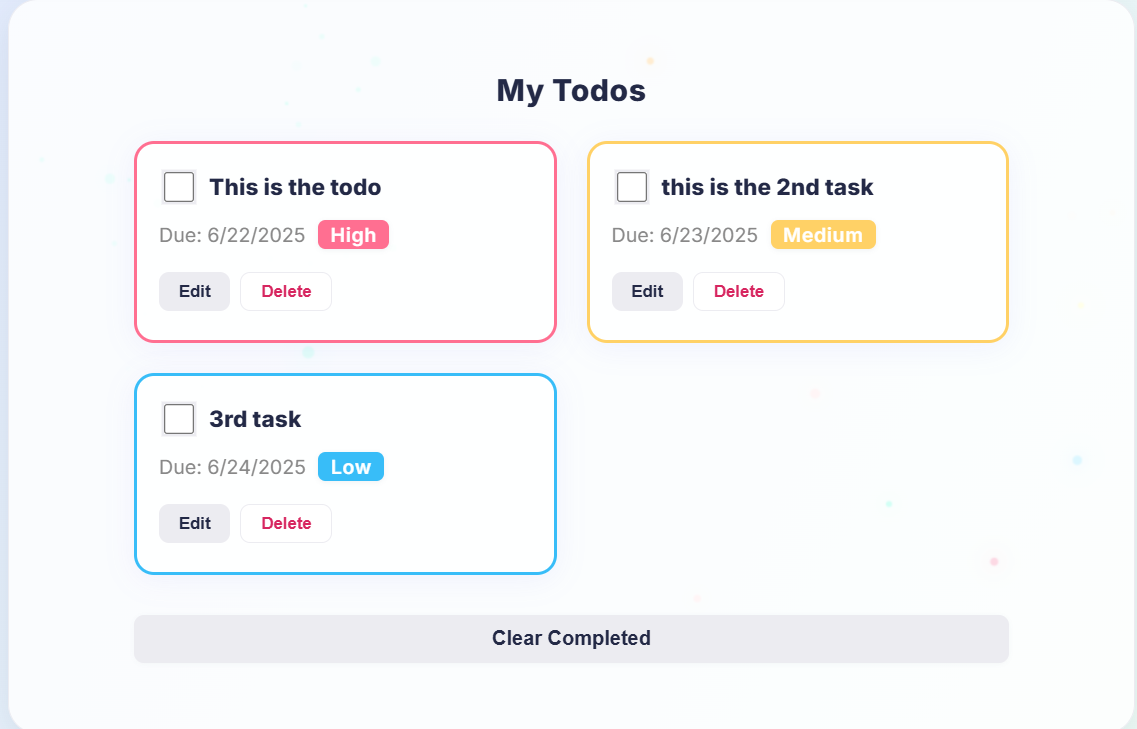 My Todos
This is the todo
Due: 6/22/2025 High
Edit Delete
this is the 2nd task
Due: 6/23/2025 Medium
Edit Delete
3rd task
Due: 6/24/2025 Low
Edit Delete
Clear Completed